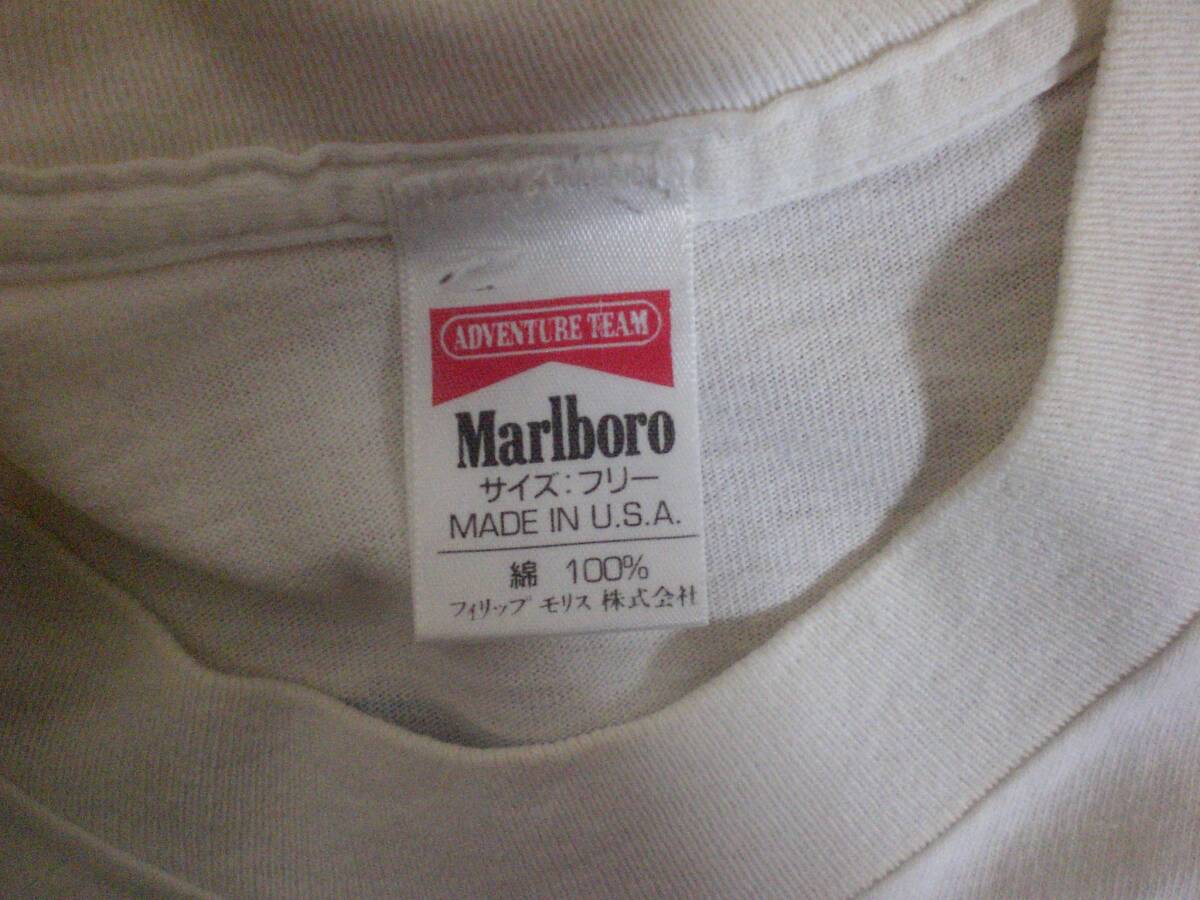 ADVENTURE TEAM
Marlboro
サイズ:フリー
MADE IN U.S.A.
綿 100%
フィリップ モリス 株式会社